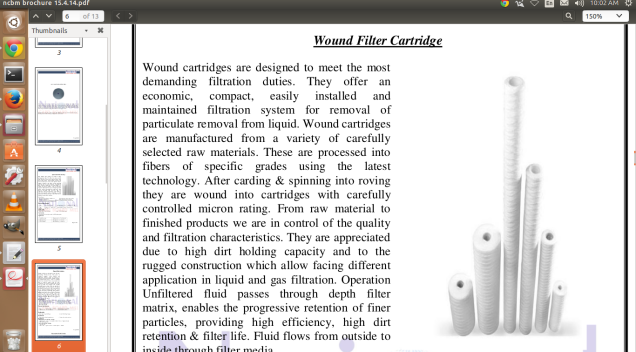 ncbm brochure 15.4.14.pdf
En
10:02 AM
6
of 13
150%
Thumbnails
3
4
5
6
Wound Filter Cartridge
Wound cartridges are designed to meet the most
demanding filtration duties. They offer an
economic, compact, easily installed and
maintained filtration system for removal of
particulate removal from liquid. Wound cartridges
are manufactured from a variety of carefully
selected raw materials. These are processed into
fibers of specific grades using the latest
technology. After carding & spinning into roving
they are wound into cartridges with carefully
controlled micron rating. From raw material to
finished products we are in control of the quality
and filtration characteristics. They are appreciated
due to high dirt holding capacity and to the
rugged construction which allow facing different
application in liquid and gas filtration. Operation
Unfiltered fluid passes through depth filter
matrix, enables the progressive retention of finer
particles, providing high efficiency, high dirt
retention & filter life. Fluid flows from outside to
inside through filter media.